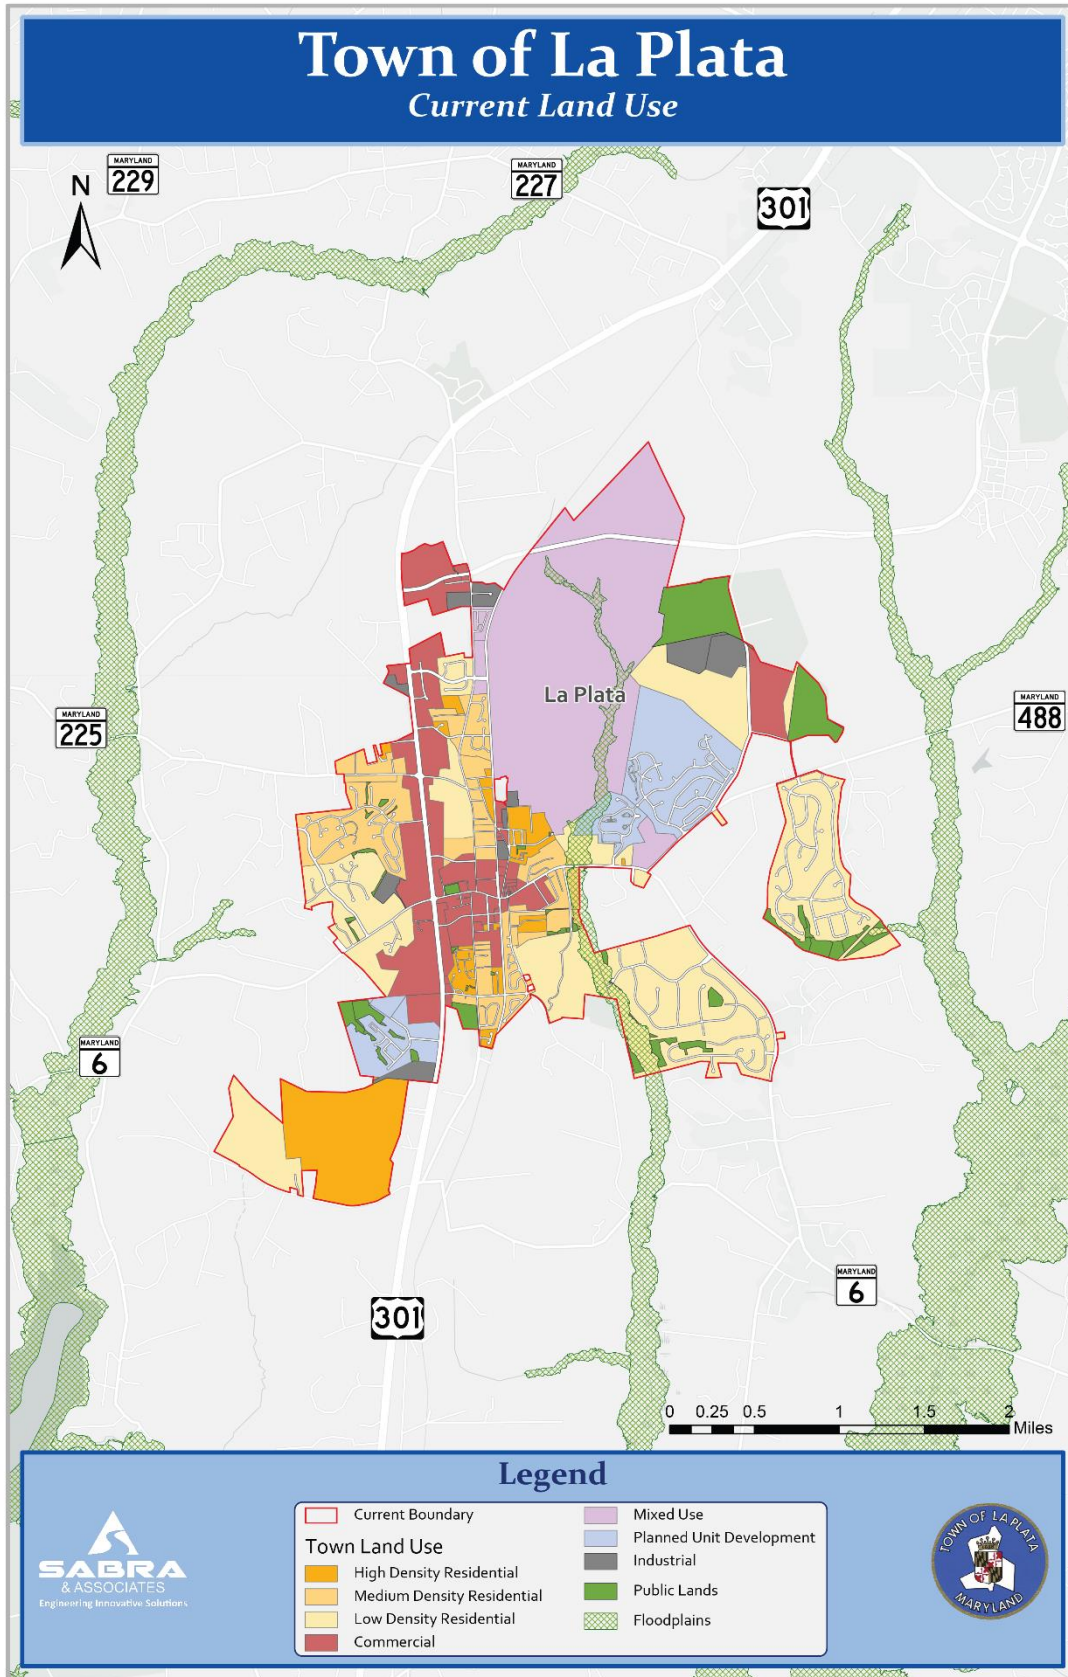 Town of La Plata
Current Land Use
N
MARYLAND
229
MARYLAND
227
301
La Plata
MARYLAND
225
MARYLAND
488
MARYLAND
6
MARYLAND
6
301
0 0.25 0.5 1 1.5 2
Miles
Legend
Current Boundary
Town Land Use
High Density Residential
Medium Density Residential
Low Density Residential
Commercial
Mixed Use
Planned Unit Development
Industrial
Public Lands
Floodplains
SABRA
& ASSOCIATES
Engineering Innovative Solutions
TOWN OF LA PLATA
MARYLAND